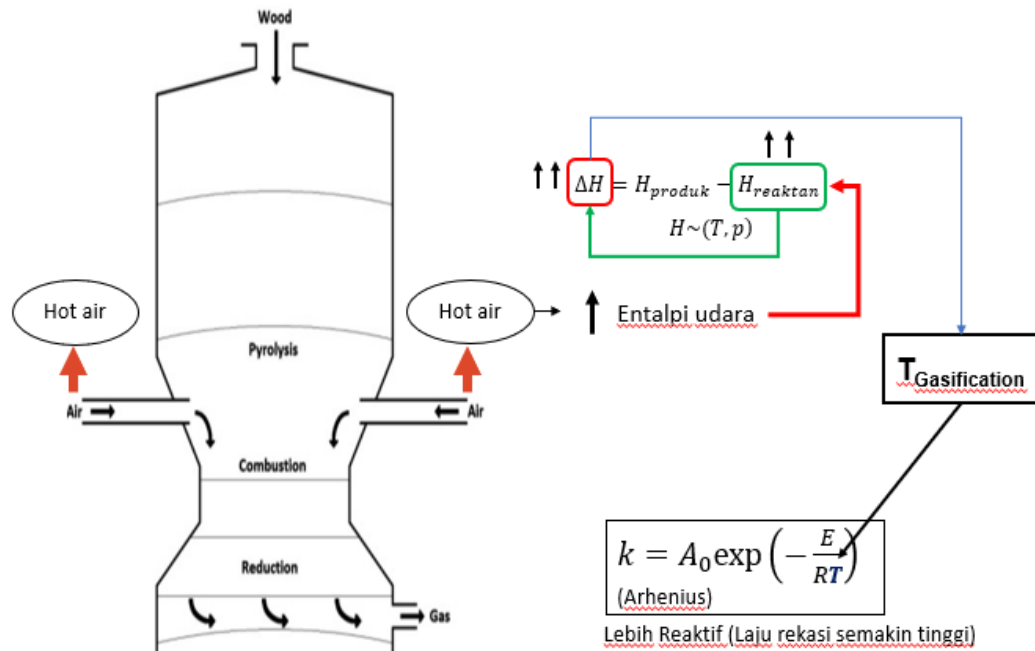 Wood
Hot air
Hot air
Pyrolysis
Air
Air
Combustion
Reduction
Gas
ΔH = H_produk − H_reaktan
H~(T, p)
Entalpi udara
T_Gasification
k = A_0 exp (− E/RT)
(Arhenius)
Lebih Reaktif (Laju rekasi semakin tinggi)